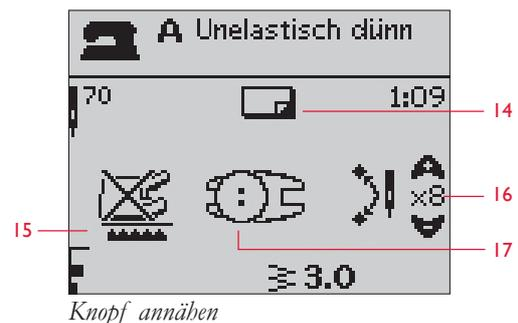 A Unelastisch dünn
70
1:09
14
x8
16
15
17
3.0
Knopf annähen